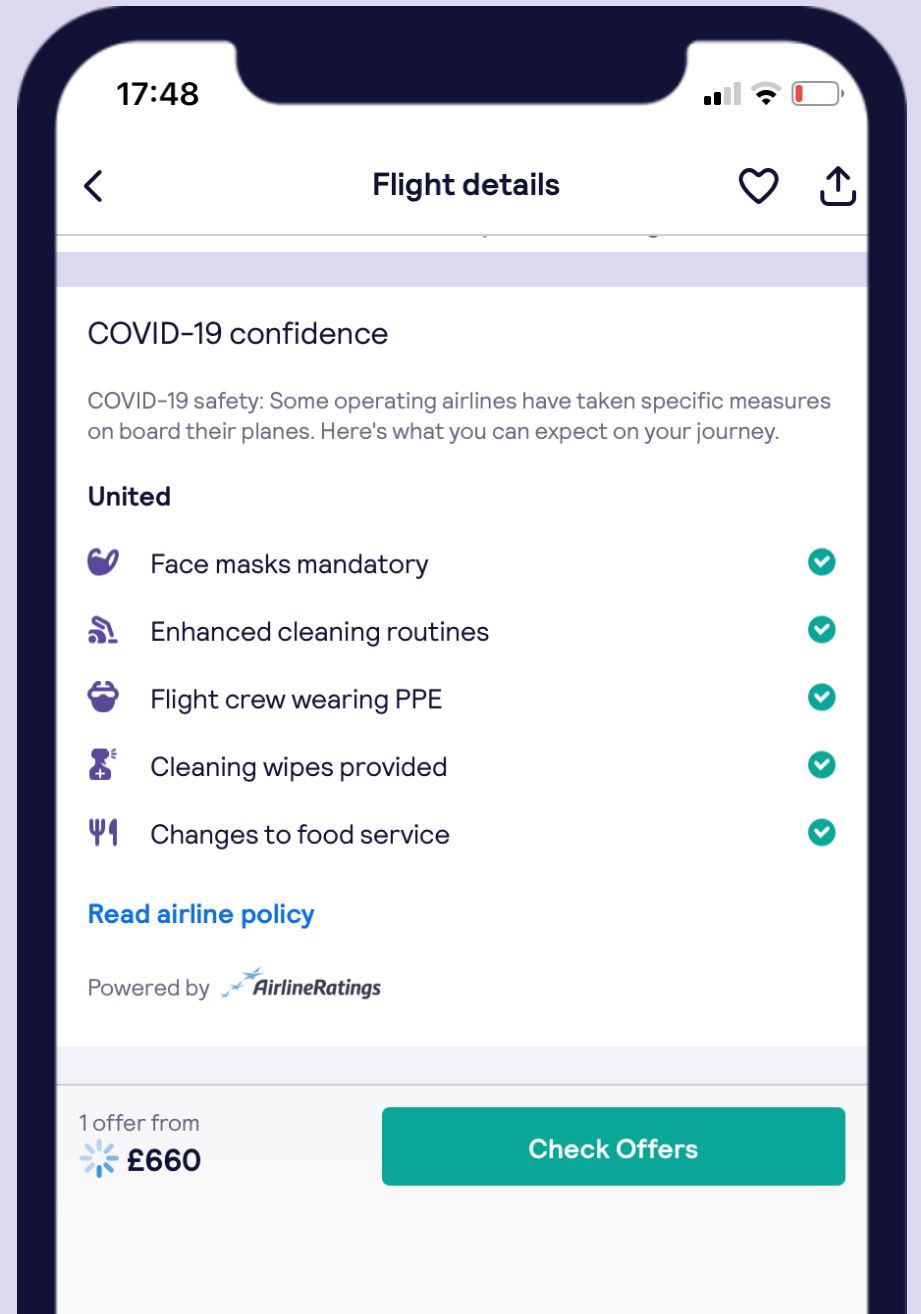 17:48
Flight details
COVID-19 confidence
COVID-19 safety: Some operating airlines have taken specific measures
on board their planes. Here's what you can expect on your journey.
United
Face masks mandatory
Enhanced cleaning routines
Flight crew wearing PPE
Cleaning wipes provided
Changes to food service
Read airline policy
Powered by AirlineRatings
1 offer from
£660
Check Offers